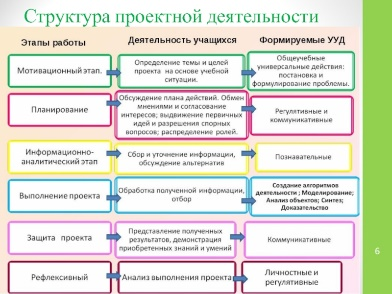 Структура проектной деятельности
Этапы работы
Деятельность учащихся
Формируемые УУД
Мотивационный этап.
Определение темы и целей
проекта на основе учебной
ситуации.
Общеучебные
универсальные действия:
постановка и
формулирование проблемы.
Планирование
Обсуждение плана действий. Обмен
мнениями и согласование
интересов; выдвижение первичных
идей и разрешения спорных
вопросов; распределение ролей.
Регулятивные и
коммуникативные
Информационно-
аналитический этап
Сбор и уточнение информации,
обсуждение альтернатив
Познавательные
Выполнение проекта
Обработка полученной информации,
отбор
Создание алгоритмов
деятельности ; Моделирование;
Анализ объектов; Синтез;
Доказательство
Защита проекта
Представление полученных
результатов, демонстрация
приобретенных знаний и умений
Коммуникативные
6
Рефлексивный
Анализ выполнения проекта
Личностные и
регулятивные